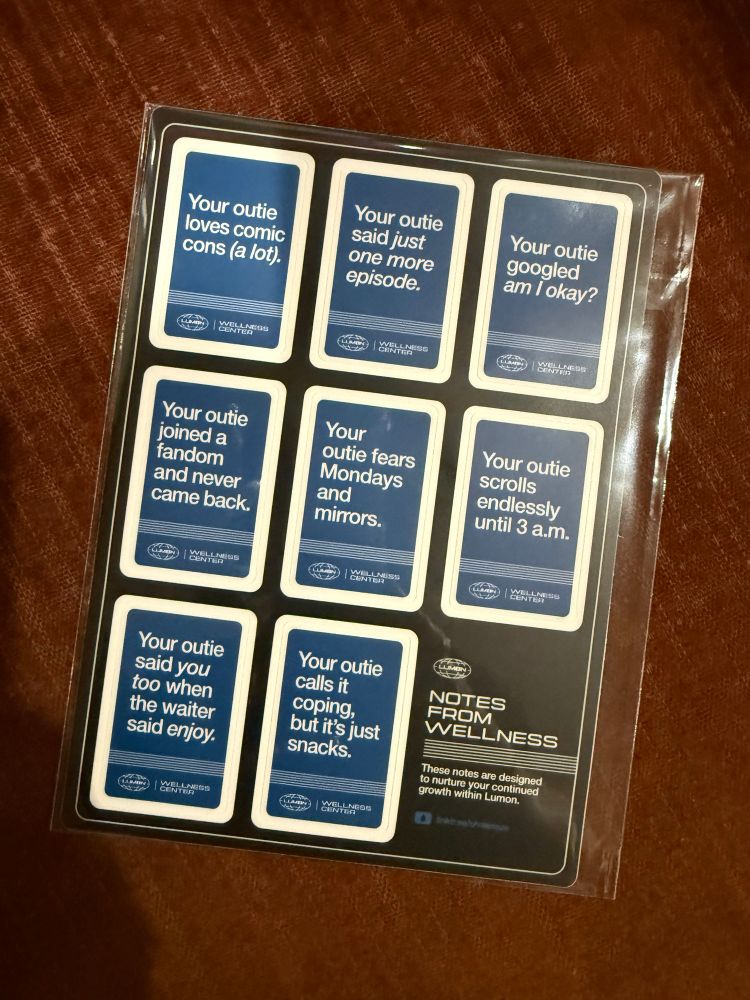 Your outie
loves comic
cons (a lot).
LUMON
WELLNESS
CENTER
Your outie
said just
one more
episode.
LUMON
WELLNESS
CENTER
Your outie
googled
am I okay?
LUMON
WELLNESS
CENTER
Your outie
joined a
fandom
and never
came back.
LUMON
WELLNESS
CENTER
Your
outie fears
Mondays
and
mirrors.
LUMON
WELLNESS
CENTER
Your outie
scrolls
endlessly
until 3 a.m.
LUMON
WELLNESS
CENTER
Your outie
said you
too when
the waiter
said enjoy.
LUMON
WELLNESS
CENTER
Your outie
calls it
coping,
but it's just
snacks.
LUMON
WELLNESS
CENTER
LUMON
NOTES
FROM
WELLNESS
These notes are designed
to nurture your continued
growth within Lumon.